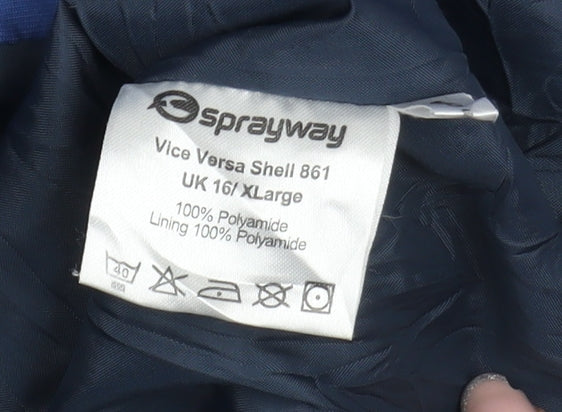 sprayway
Vice Versa Shell 861
UK 16/ XLarge
100% Polyamide
Lining 100% Polyamide
40